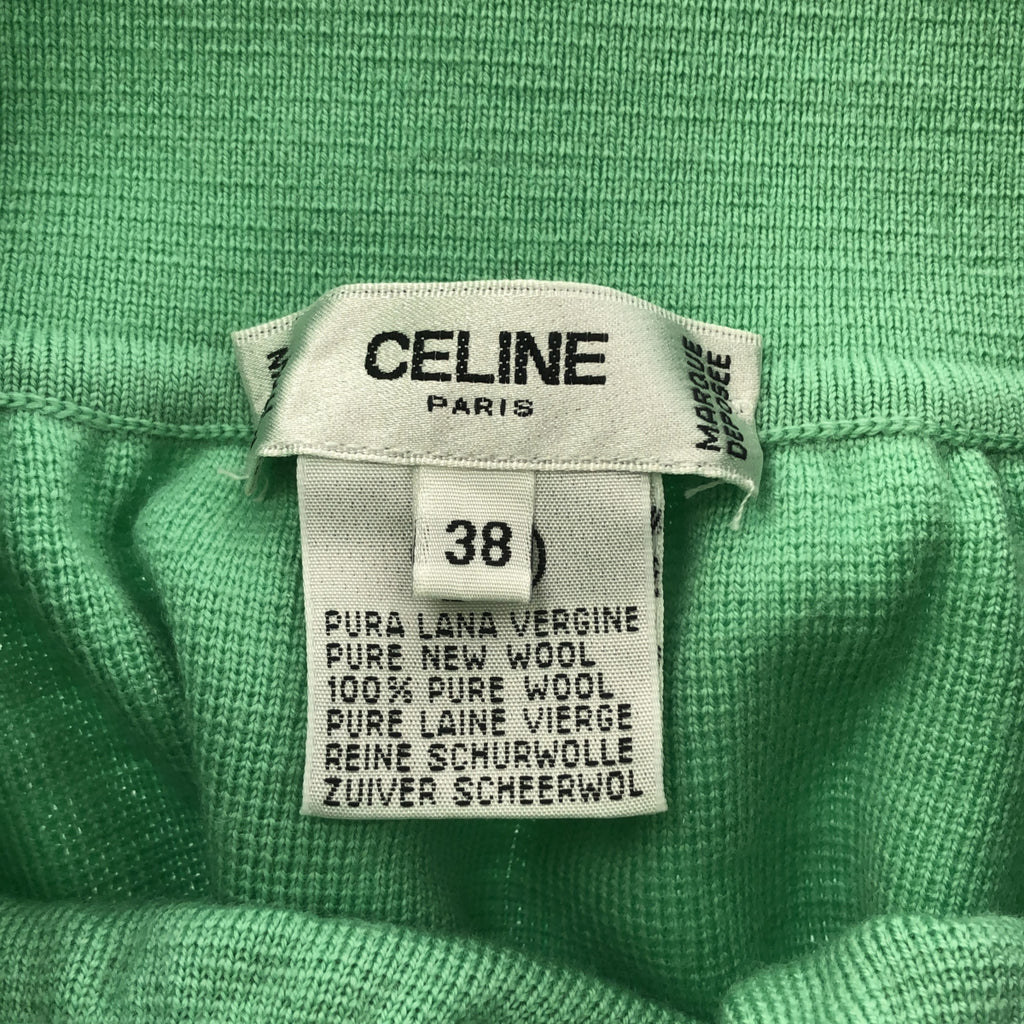 CELINE
PARIS
MARQUE
DEPOSEE
38
PURA LANA VERGINE
PURE NEW WOOL
100% PURE WOOL
PURE LAINE VIERGE
REINE SCHURWOLLE
ZUIVER SCHEERWOL